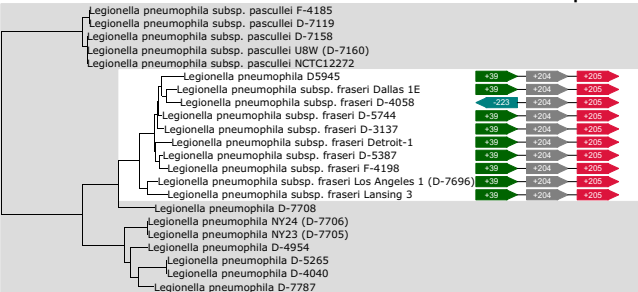 Legionella pneumophila subsp. pascullei F-4185
Legionella pneumophila subsp. pascullei D-7119
Legionella pneumophila subsp. pascullei D-7158
Legionella pneumophila subsp. pascullei U8W (D-7160)
Legionella pneumophila subsp. pascullei NCTC12272
Legionella pneumophila D5945 +39 +204 +205
Legionella pneumophila subsp. fraseri Dallas 1E +39 +204 +205
Legionella pneumophila subsp. fraseri D-4058 -223 +204 +205
Legionella pneumophila subsp. fraseri D-5744 +39 +204 +205
Legionella pneumophila subsp. fraseri D-3137 +39 +204 +205
Legionella pneumophila subsp. fraseri Detroit-1 +39 +204 +205
Legionella pneumophila subsp. fraseri D-5387 +39 +204 +205
Legionella pneumophila subsp. fraseri F-4198 +39 +204 +205
Legionella pneumophila subsp. fraseri Los Angeles 1 (D-7696) +39 +204 +205
Legionella pneumophila subsp. fraseri Lansing 3 +39 +204 +205
Legionella pneumophila D-7708
Legionella pneumophila NY24 (D-7706)
Legionella pneumophila NY23 (D-7705)
Legionella pneumophila D-4954
Legionella pneumophila D-5265
Legionella pneumophila D-4040
Legionella pneumophila D-7787